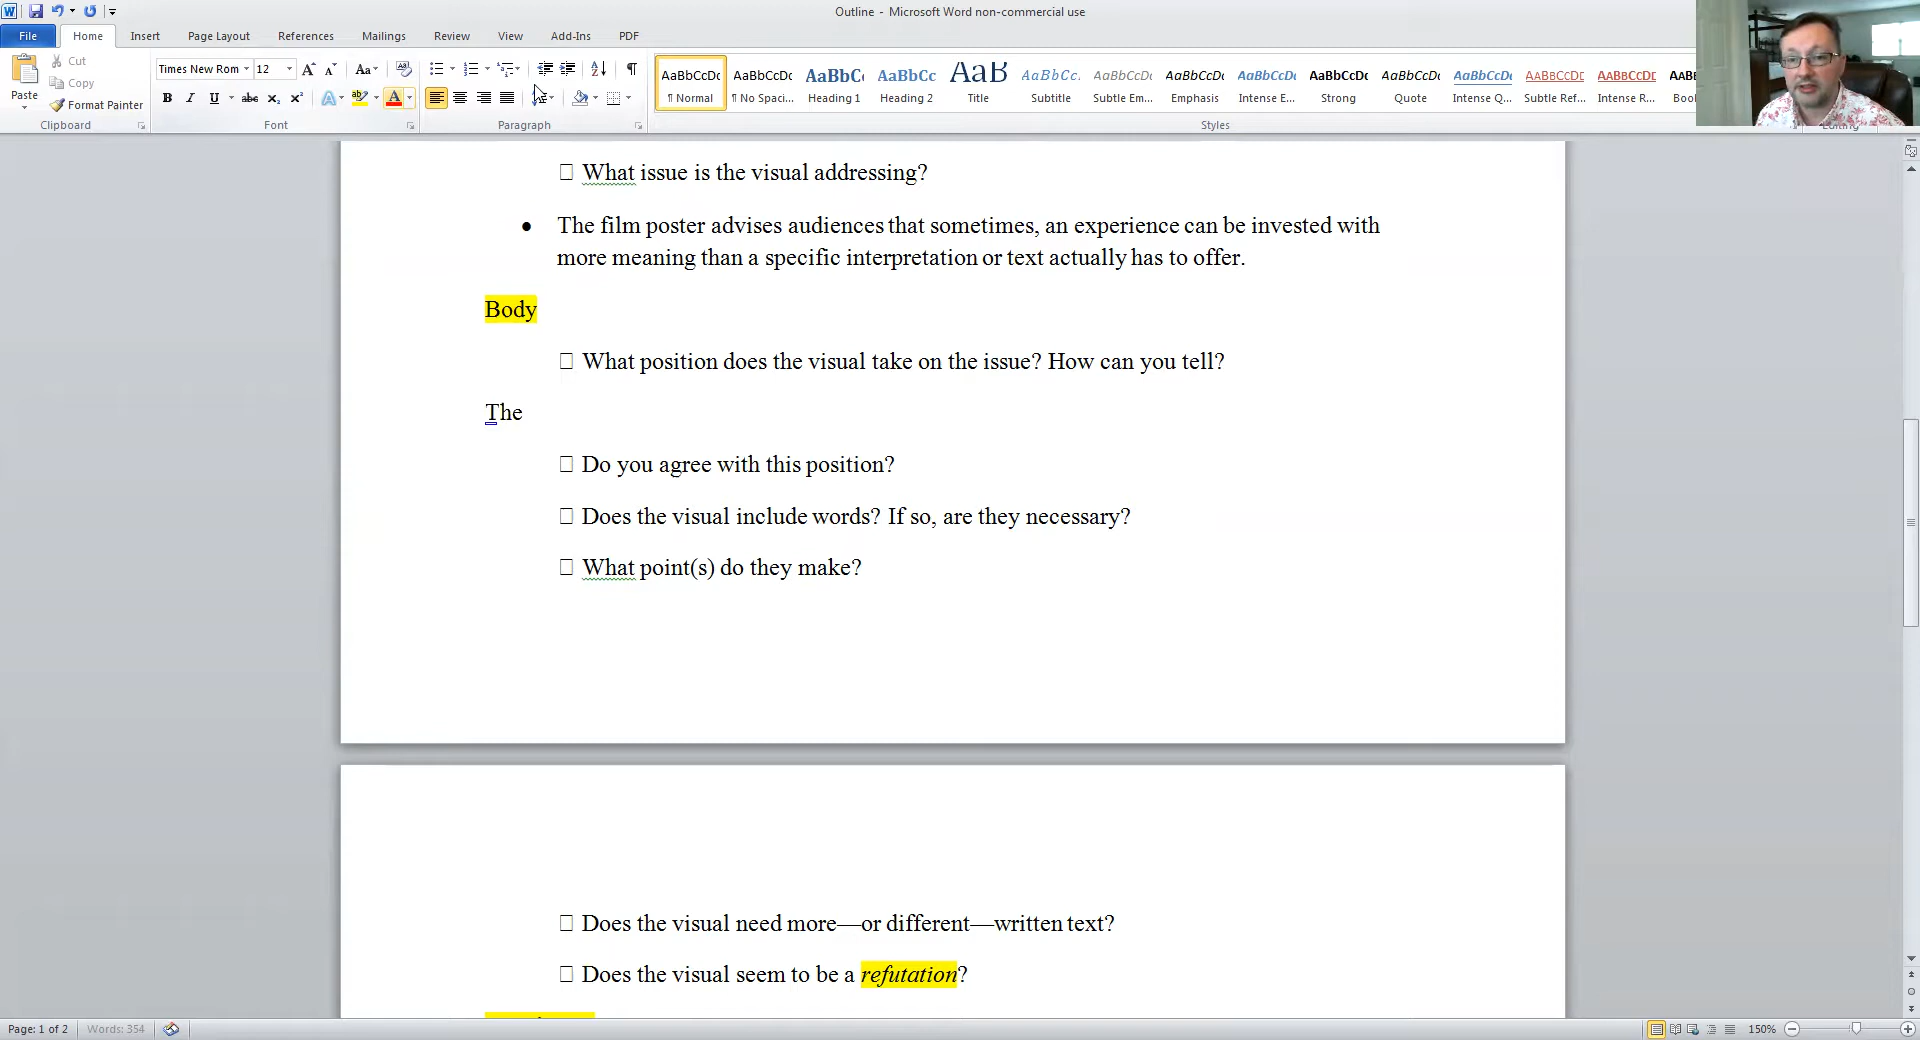 Outline - Microsoft Word non-commercial use
File Home Insert Page Layout References Mailings Review View Add-Ins PDF
Paste
Cut
Copy
Format Painter
Clipboard
Times New Rom 12
Font
Paragraph
AaBbCcDc AaBbCcDc AaBbC AaBbCc AaB AaBbCc. AaBbCcDc AaBbCcDc AaBbCcDc AaBbCcDc AaBbCcDc AaBbCcDc AABBCCDC AABBCCDC AABB
¶ Normal ¶ No Spaci... Heading 1 Heading 2 Title Subtitle Subtle Em... Emphasis Intense E... Strong Quote Intense Q... Subtle Ref... Intense R... Boo
Styles
Editing
□ What issue is the visual addressing?
• The film poster advises audiences that sometimes, an experience can be invested with
more meaning than a specific interpretation or text actually has to offer.
Body
□ What position does the visual take on the issue? How can you tell?
The
□ Do you agree with this position?
□ Does the visual include words? If so, are they necessary?
□ What point(s) do they make?
□ Does the visual need more—or different—written text?
□ Does the visual seem to be a refutation?
Page: 1 of 2 Words: 354 150%